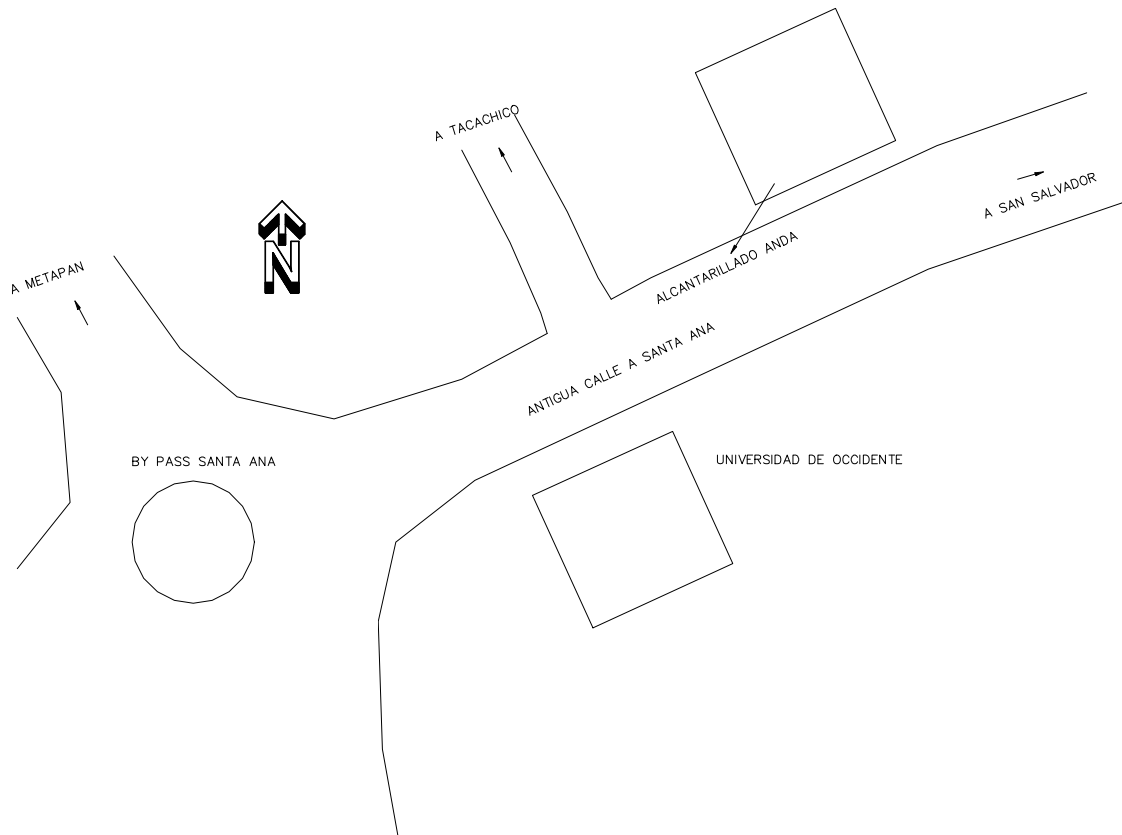 A TACACHICO
A SAN SALVADOR
N
ALCANTARILLADO ANDA
A METAPAN
ANTIGUA CALLE A SANTA ANA
BY PASS SANTA ANA
UNIVERSIDAD DE OCCIDENTE